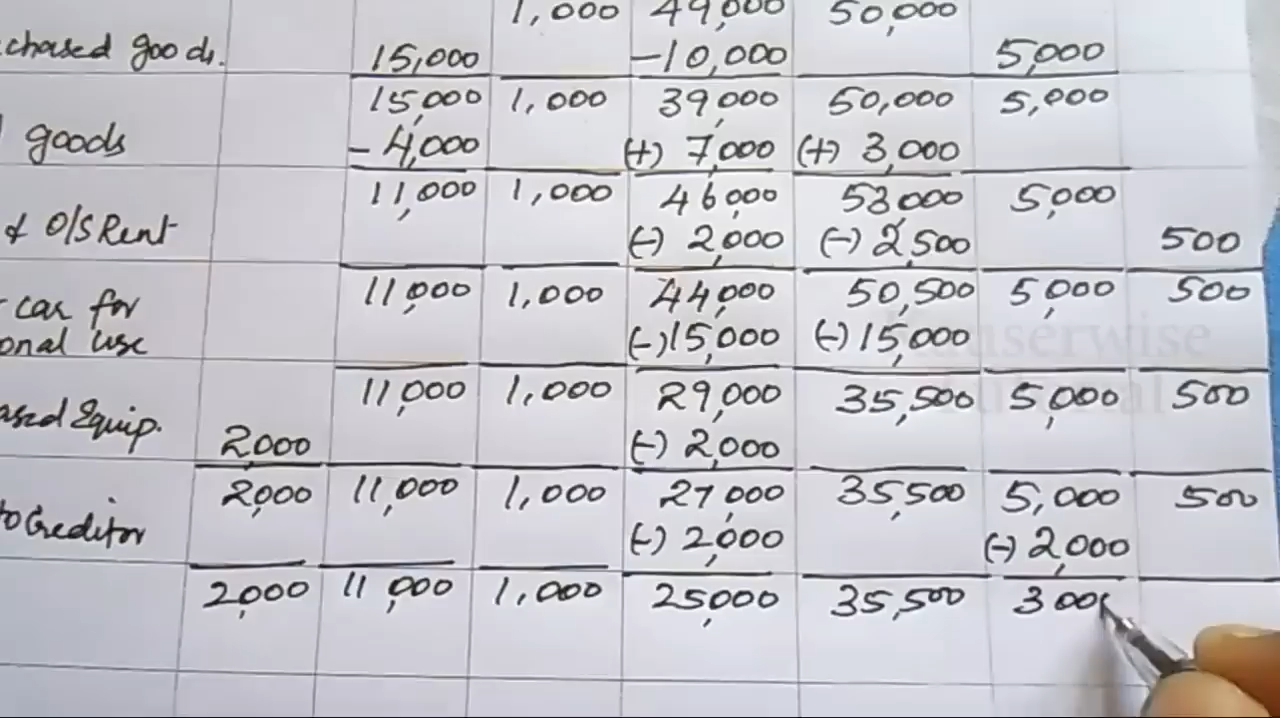 1,000 49,000 50,000
chased goods. 15,000 -10,000 5,000
15,000 1,000 39,000 50,000 5,000
goods -4,000 (+) 7,000 (+) 3,000
11,000 1,000 46,000 53,000 5,000
& O/S Rent (-) 2,000 (-) 2,500 500
car for 11,000 1,000 44,000 50,500 5,000 500
onal use (-) 15,000 (-) 15,000
11,000 1,000 29,000 35,500 5,000 500
ased Equip. 2,000 (-) 2,000
2,000 11,000 1,000 27,000 35,500 5,000 500
to Creditor (-) 2,000 (-) 2,000
2,000 11,000 1,000 25,000 35,500 3000